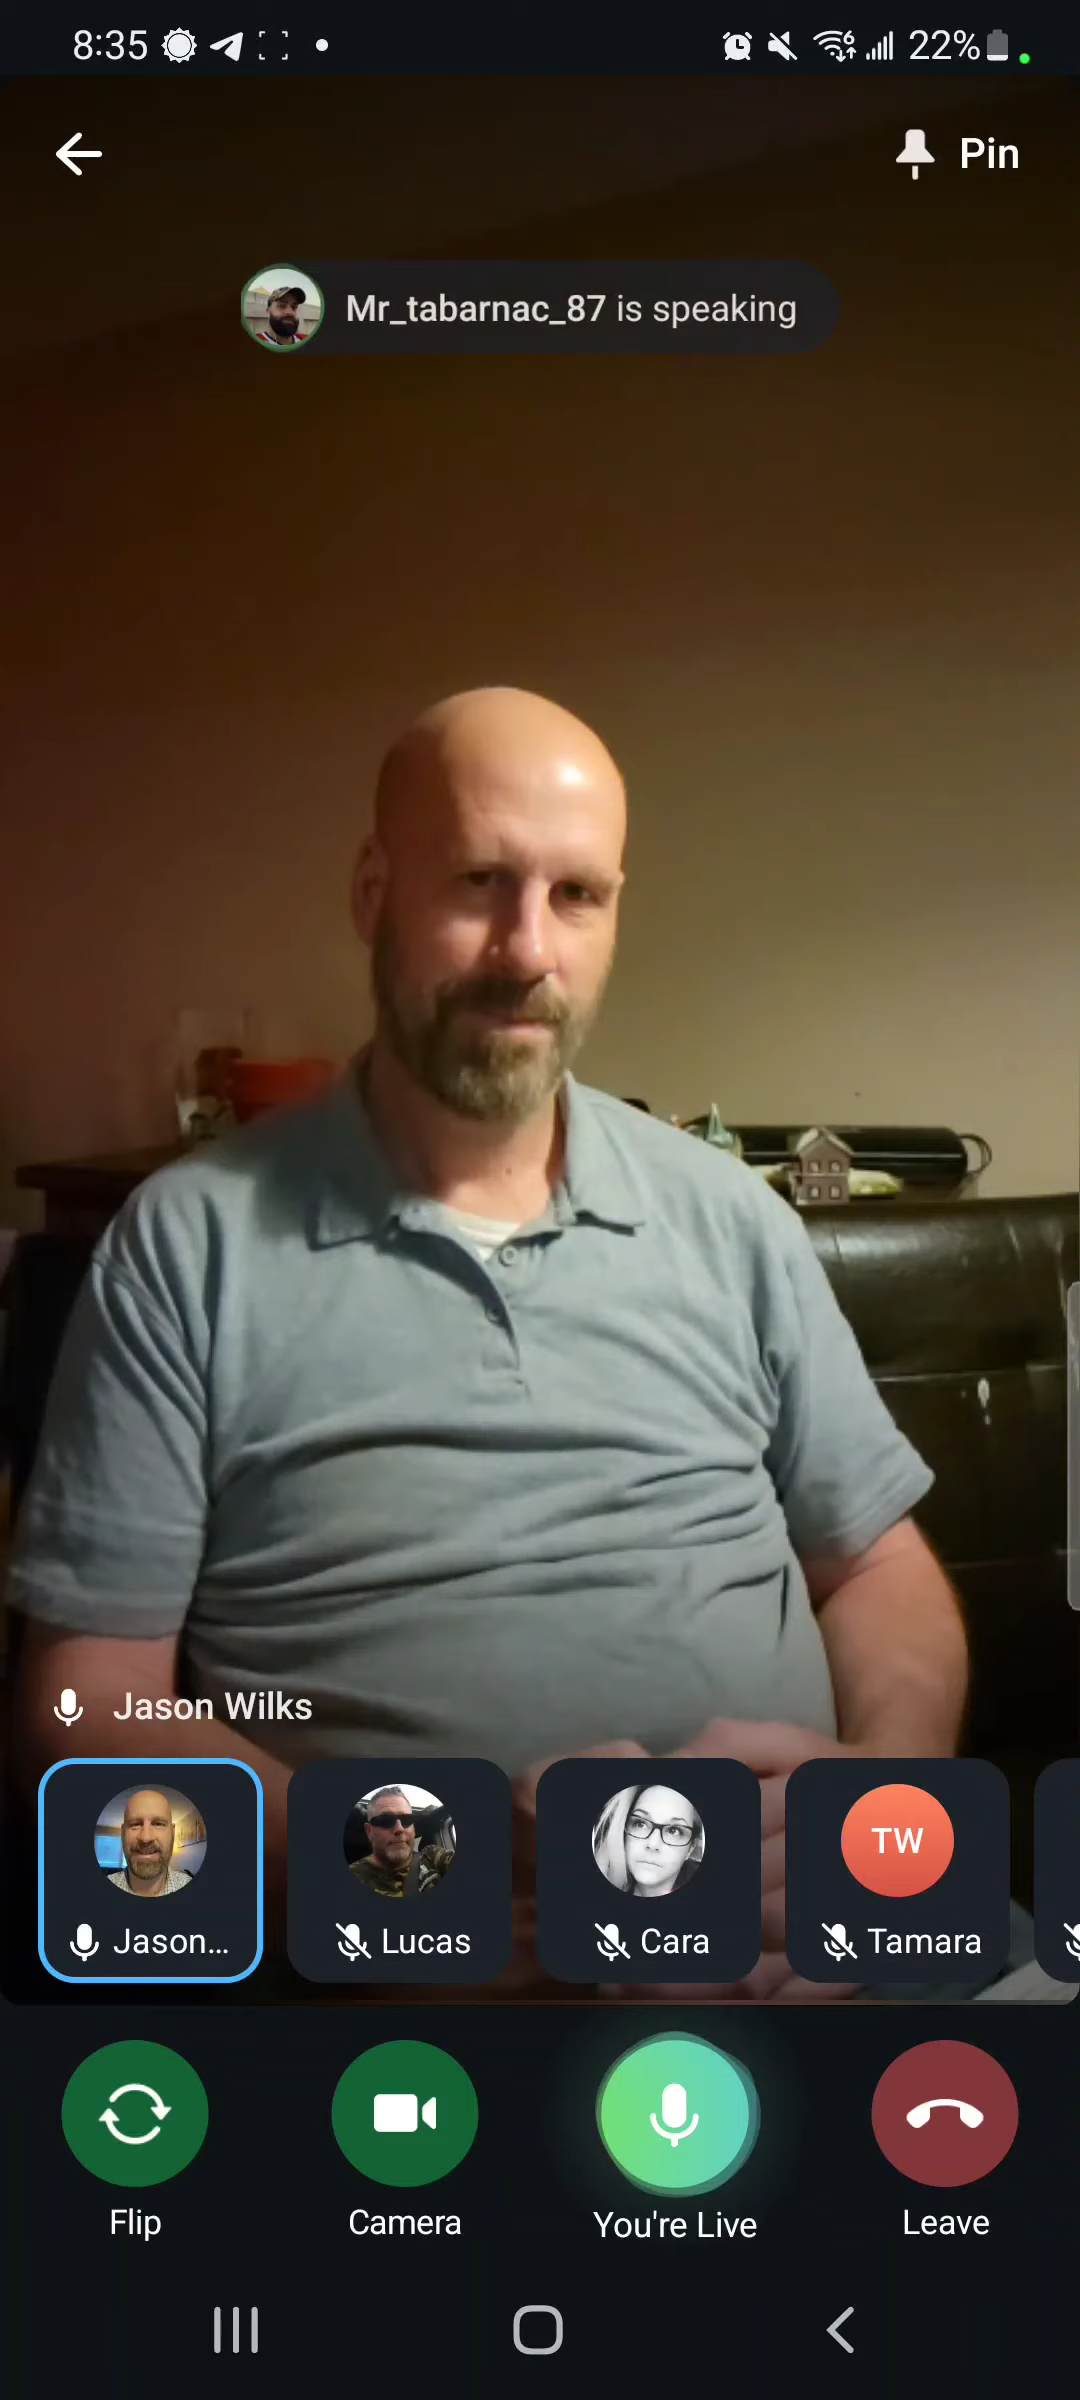 8:35 22%
Pin
Mr_tabarnac_87 is speaking
Jason Wilks
TW
Jason... Lucas Cara Tamara
Flip Camera You're Live Leave